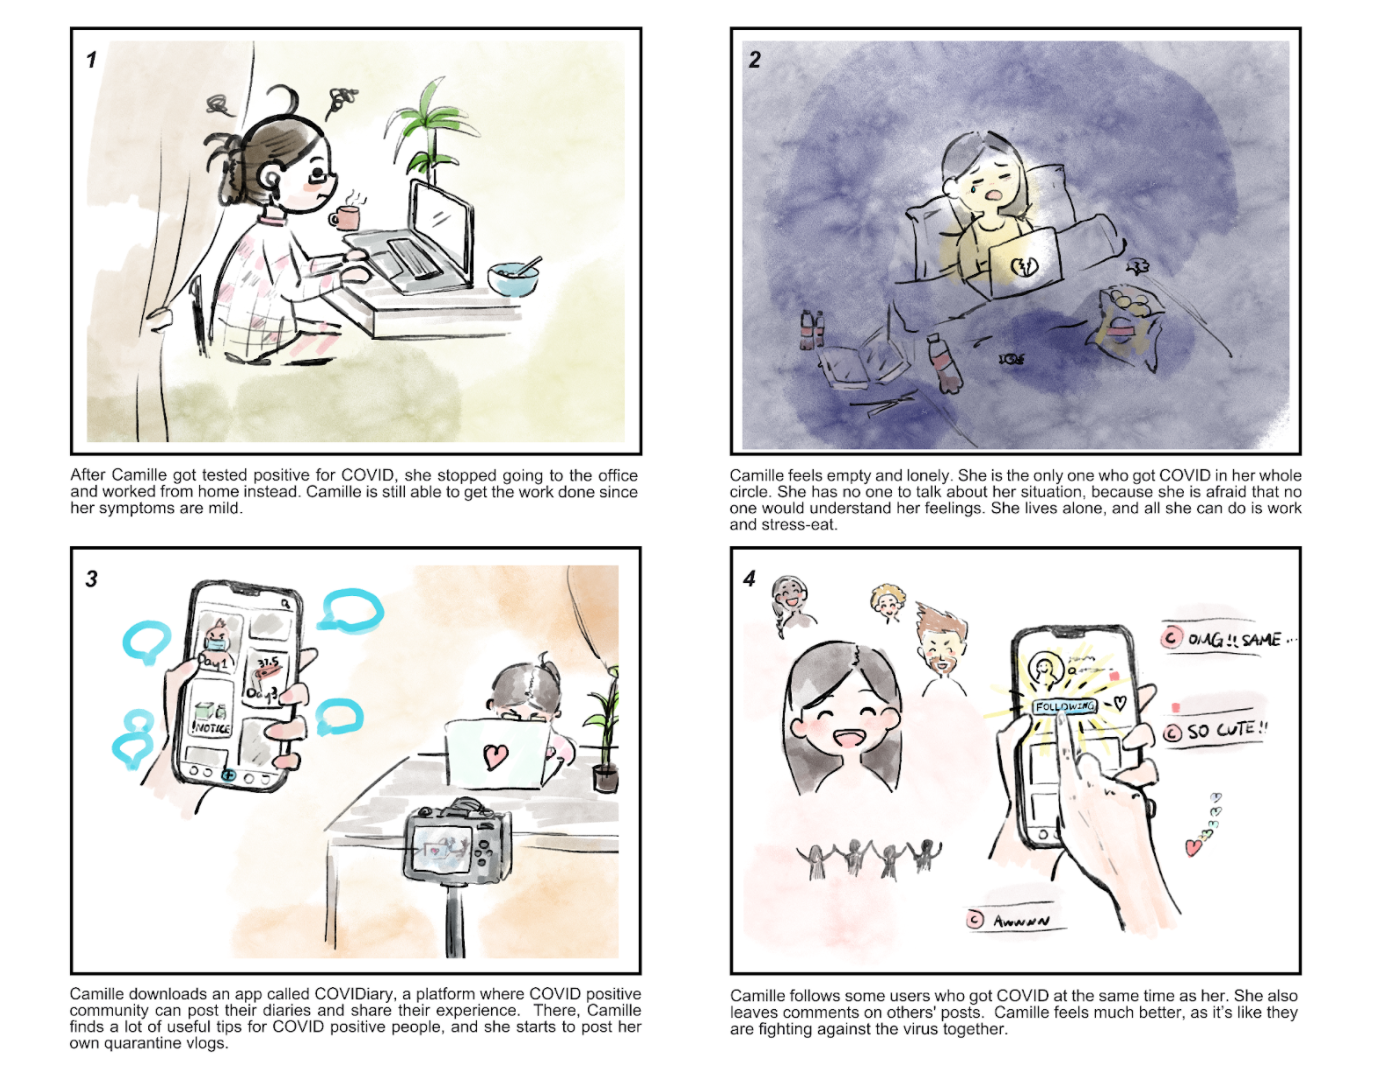 1
After Camille got tested positive for COVID, she stopped going to the office
and worked from home instead. Camille is still able to get the work done since
her symptoms are mild.
2
Camille feels empty and lonely. She is the only one who got COVID in her whole
circle. She has no one to talk about her situation, because she is afraid that no
one would understand her feelings. She lives alone, and all she can do is work
and stress-eat.
3
Day1
37.5
Day3
!NOTICE
Camille downloads an app called COVIDiary, a platform where COVID positive
community can post their diaries and share their experience.  There, Camille
finds a lot of useful tips for COVID positive people, and she starts to post her
own quarantine vlogs.
4
FOLLOWING
C OMG!! SAME...
C SO CUTE!!
C Awwww
Camille follows some users who got COVID at the same time as her. She also
leaves comments on others' posts.  Camille feels much better, as it's like they
are fighting against the virus together.